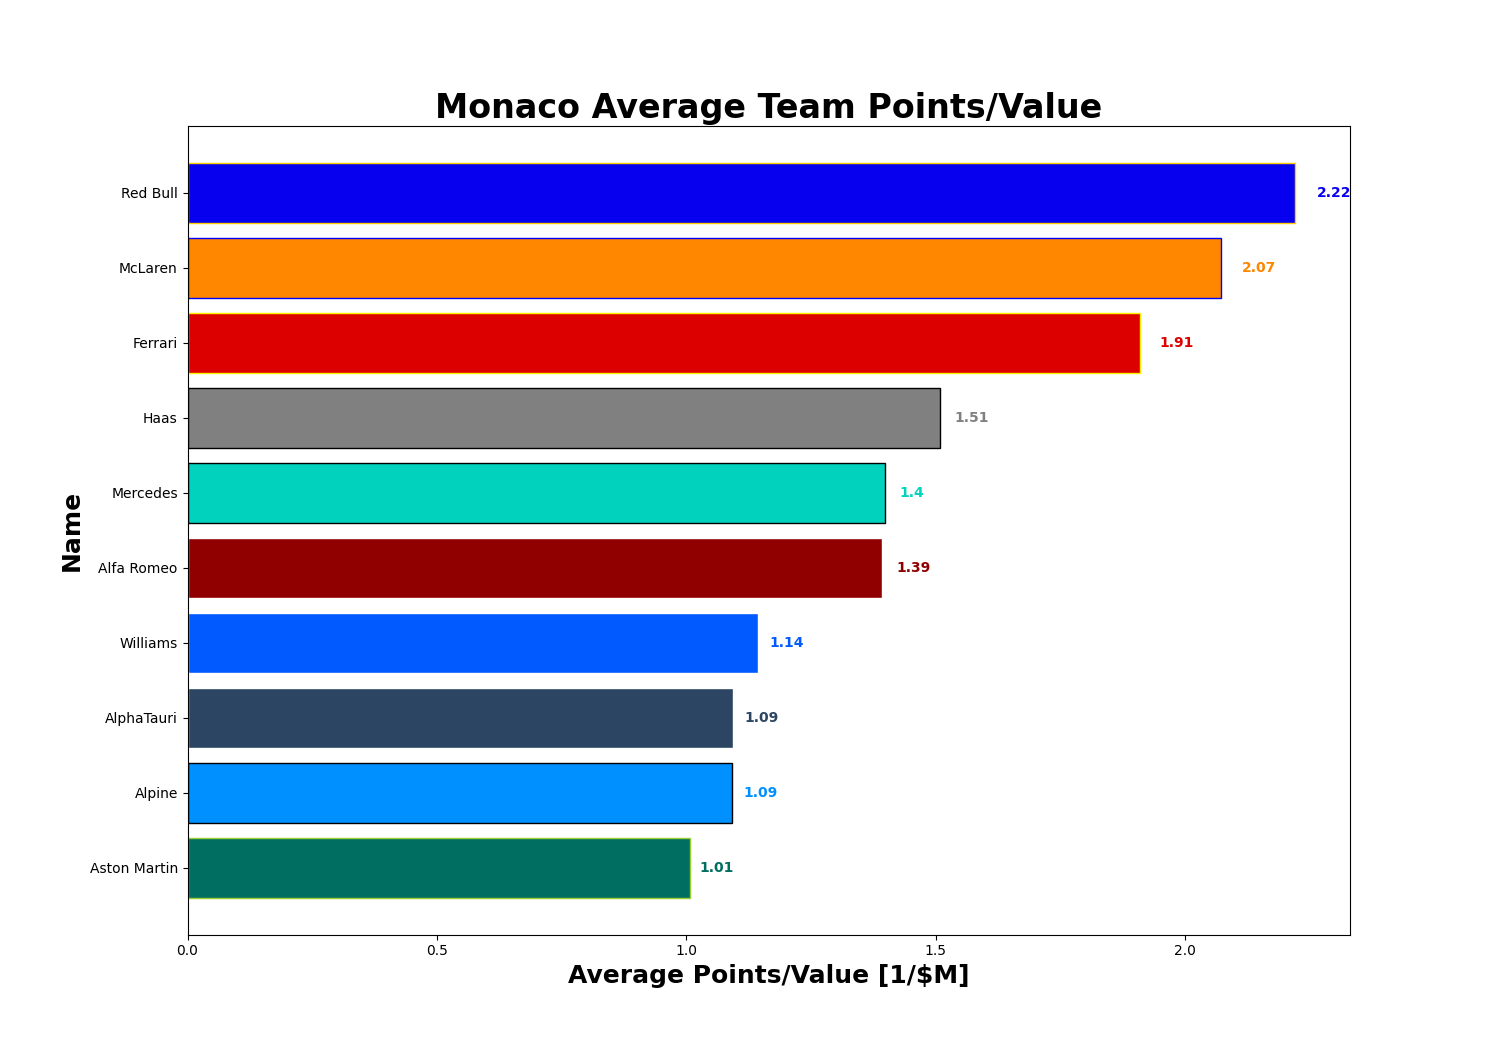 Monaco Average Team Points/Value
Red Bull 2.22
McLaren 2.07
Ferrari 1.91
Haas 1.51
Mercedes 1.4
Alfa Romeo 1.39
Williams 1.14
AlphaTauri 1.09
Alpine 1.09
Aston Martin 1.01
Name
0.0 0.5 1.0 1.5 2.0
Average Points/Value [1/$M]